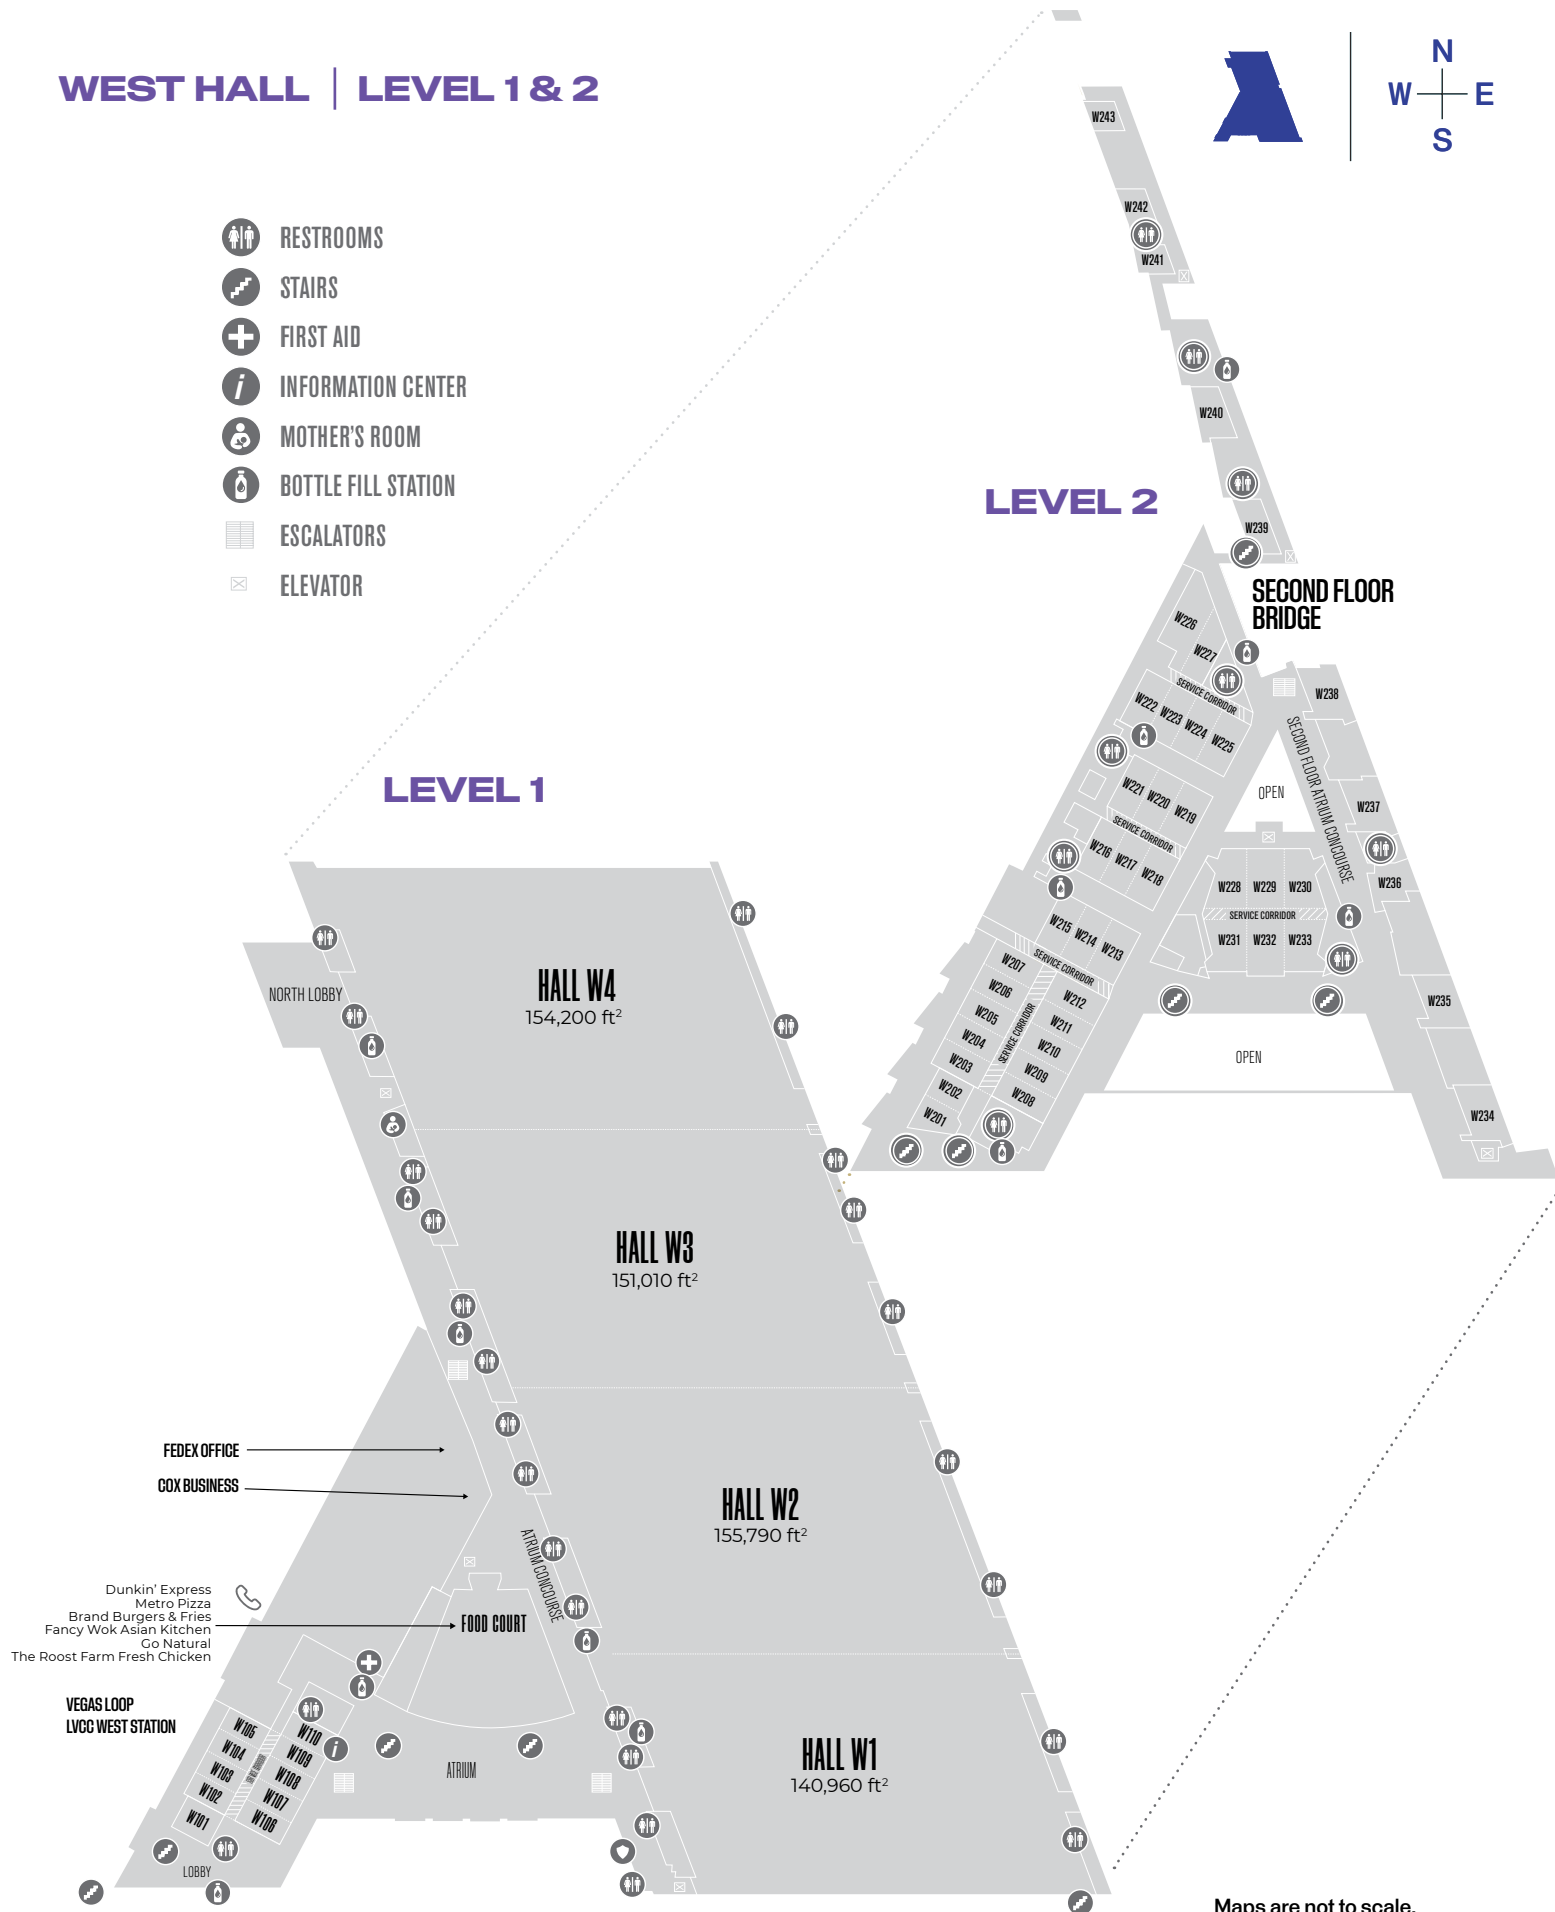 WEST HALL | LEVEL 1 & 2
N
W E
S
RESTROOMS
STAIRS
FIRST AID
INFORMATION CENTER
MOTHER'S ROOM
BOTTLE FILL STATION
ESCALATORS
ELEVATOR
LEVEL 2
W243
W242
W241
W240
W239
SECOND FLOOR
BRIDGE
W226
W227
SERVICE CORRIDOR
W222 W223 W224 W225
W221 W220 W219
SERVICE CORRIDOR
W216 W217 W218
W215 W214 W213
SERVICE CORRIDOR
W207
W206
W205
W204
W203
W202
W201
SERVICE CORRIDOR
W212
W211
W210
W209
W208
W238
SECOND FLOOR ATRIUM CONCOURSE
OPEN
W237
W236
W228 W229 W230
SERVICE CORRIDOR
W231 W232 W233
W235
OPEN
W234
LEVEL 1
NORTH LOBBY
HALL W4
154,200 ft²
HALL W3
151,010 ft²
HALL W2
155,790 ft²
HALL W1
140,960 ft²
FEDEX OFFICE
COX BUSINESS
ATRIUM CONCOURSE
FOOD COURT
Dunkin' Express
Metro Pizza
Brand Burgers & Fries
Fancy Wok Asian Kitchen
Go Natural
The Roost Farm Fresh Chicken
VEGAS LOOP
LVCC WEST STATION
W105
W104
W103
W102
W101
W110
W109
W108
W107
W106
ATRIUM
LOBBY
Maps are not to scale.